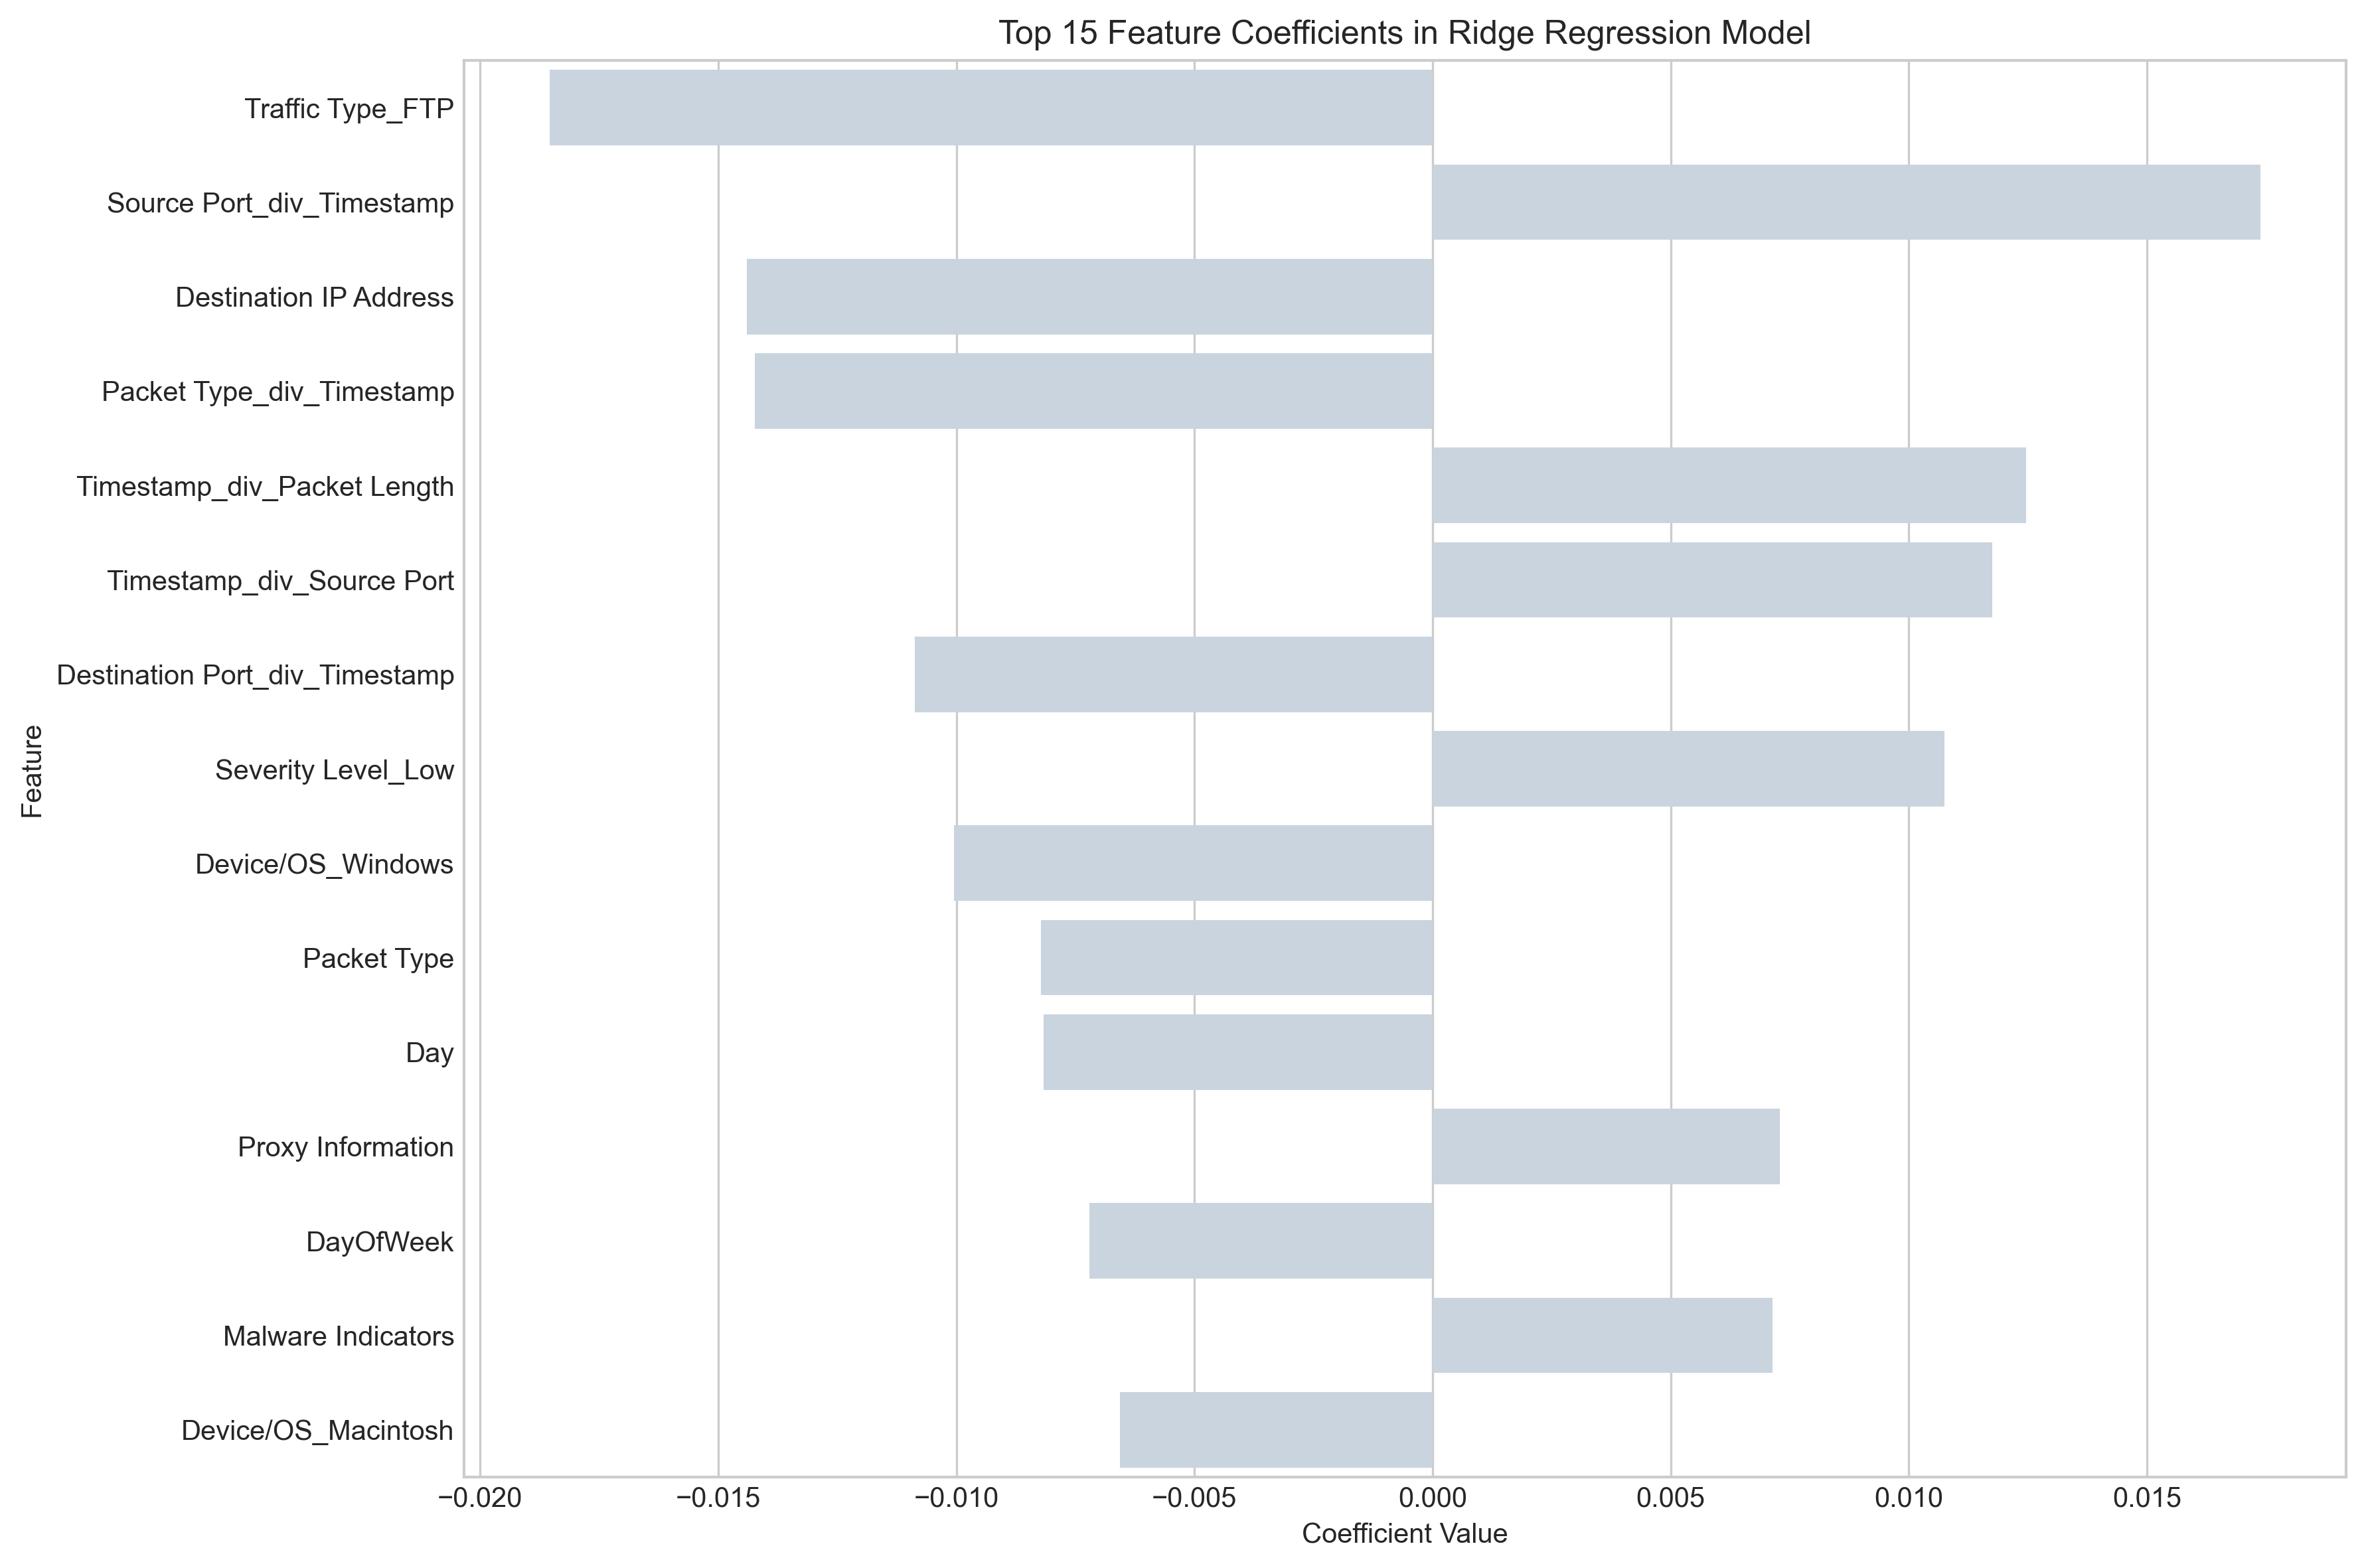 Top 15 Feature Coefficients in Ridge Regression Model
Traffic Type_FTP
Source Port_div_Timestamp
Destination IP Address
Packet Type_div_Timestamp
Timestamp_div_Packet Length
Timestamp_div_Source Port
Destination Port_div_Timestamp
Severity Level_Low
Device/OS_Windows
Packet Type
Day
Proxy Information
DayOfWeek
Malware Indicators
Device/OS_Macintosh
Feature
−0.020 −0.015 −0.010 −0.005 0.000 0.005 0.010 0.015
Coefficient Value